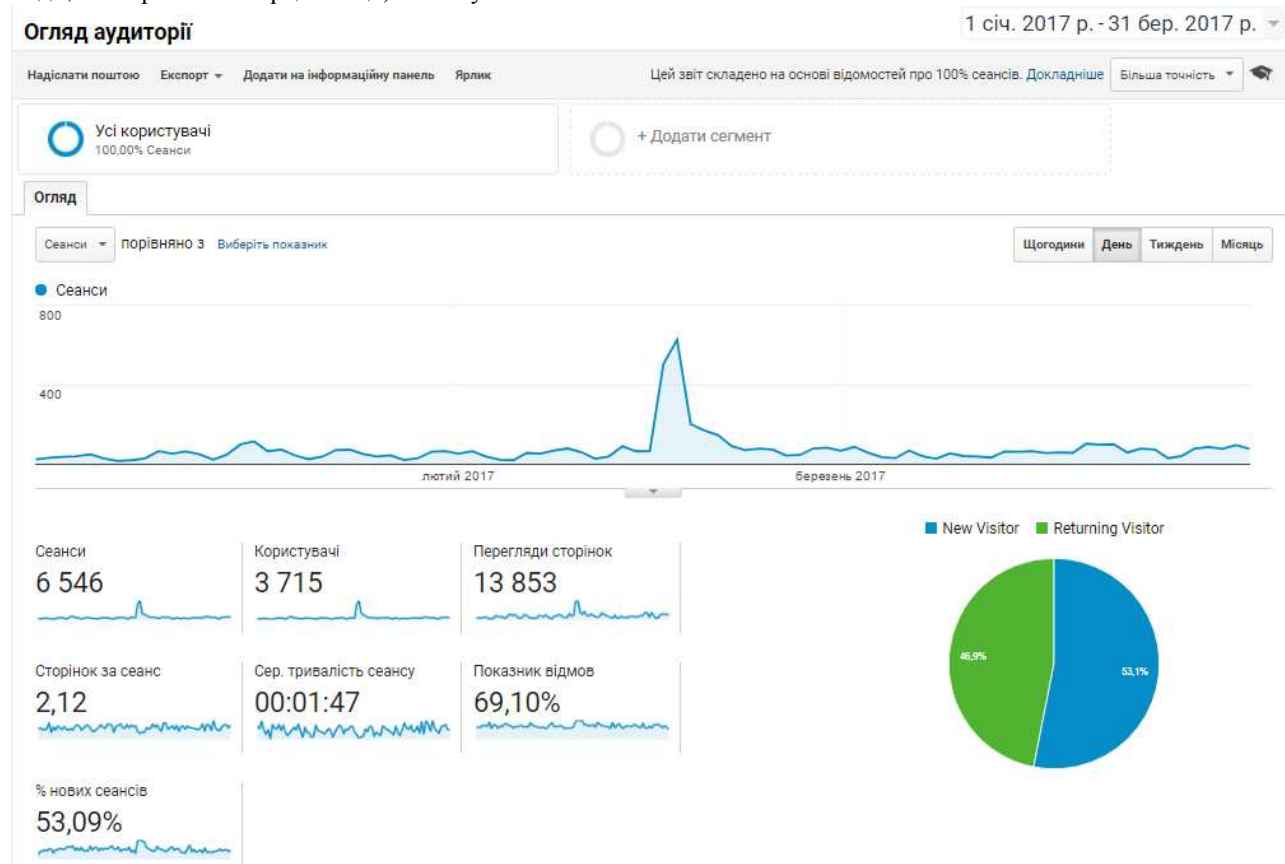 Огляд аудиторії
1 січ. 2017 р. - 31 бер. 2017 р.
Надіслати поштою Експорт Додати на інформаційну панель Ярлик
Цей звіт складено на основі відомостей про 100% сеансів. Докладніше Більша точність
Усі користувачі
100,00% Сеанси
+ Додати сегмент
Огляд
Сеанси порівняно з Виберіть показник
Щогодини День Тиждень Місяць
Сеанси
800
400
лютий 2017 березень 2017
New Visitor Returning Visitor
Сеанси Користувачі Перегляди сторінок
6 546 3 715 13 853
46,9% 53,1%
Сторінок за сеанс Сер. тривалість сеансу Показник відмов
2,12 00:01:47 69,10%
% нових сеансів
53,09%